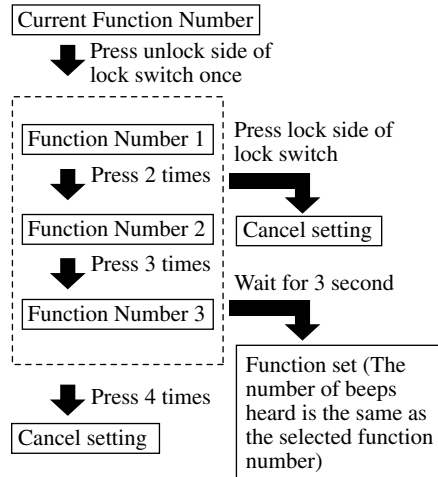 Current Function Number
Press unlock side of
lock switch once
Function Number 1
Press 2 times
Press lock side of
lock switch
Function Number 2
Cancel setting
Press 3 times
Wait for 3 second
Function Number 3
Function set (The
number of beeps
heard is the same as
the selected function
number)
Press 4 times
Cancel setting